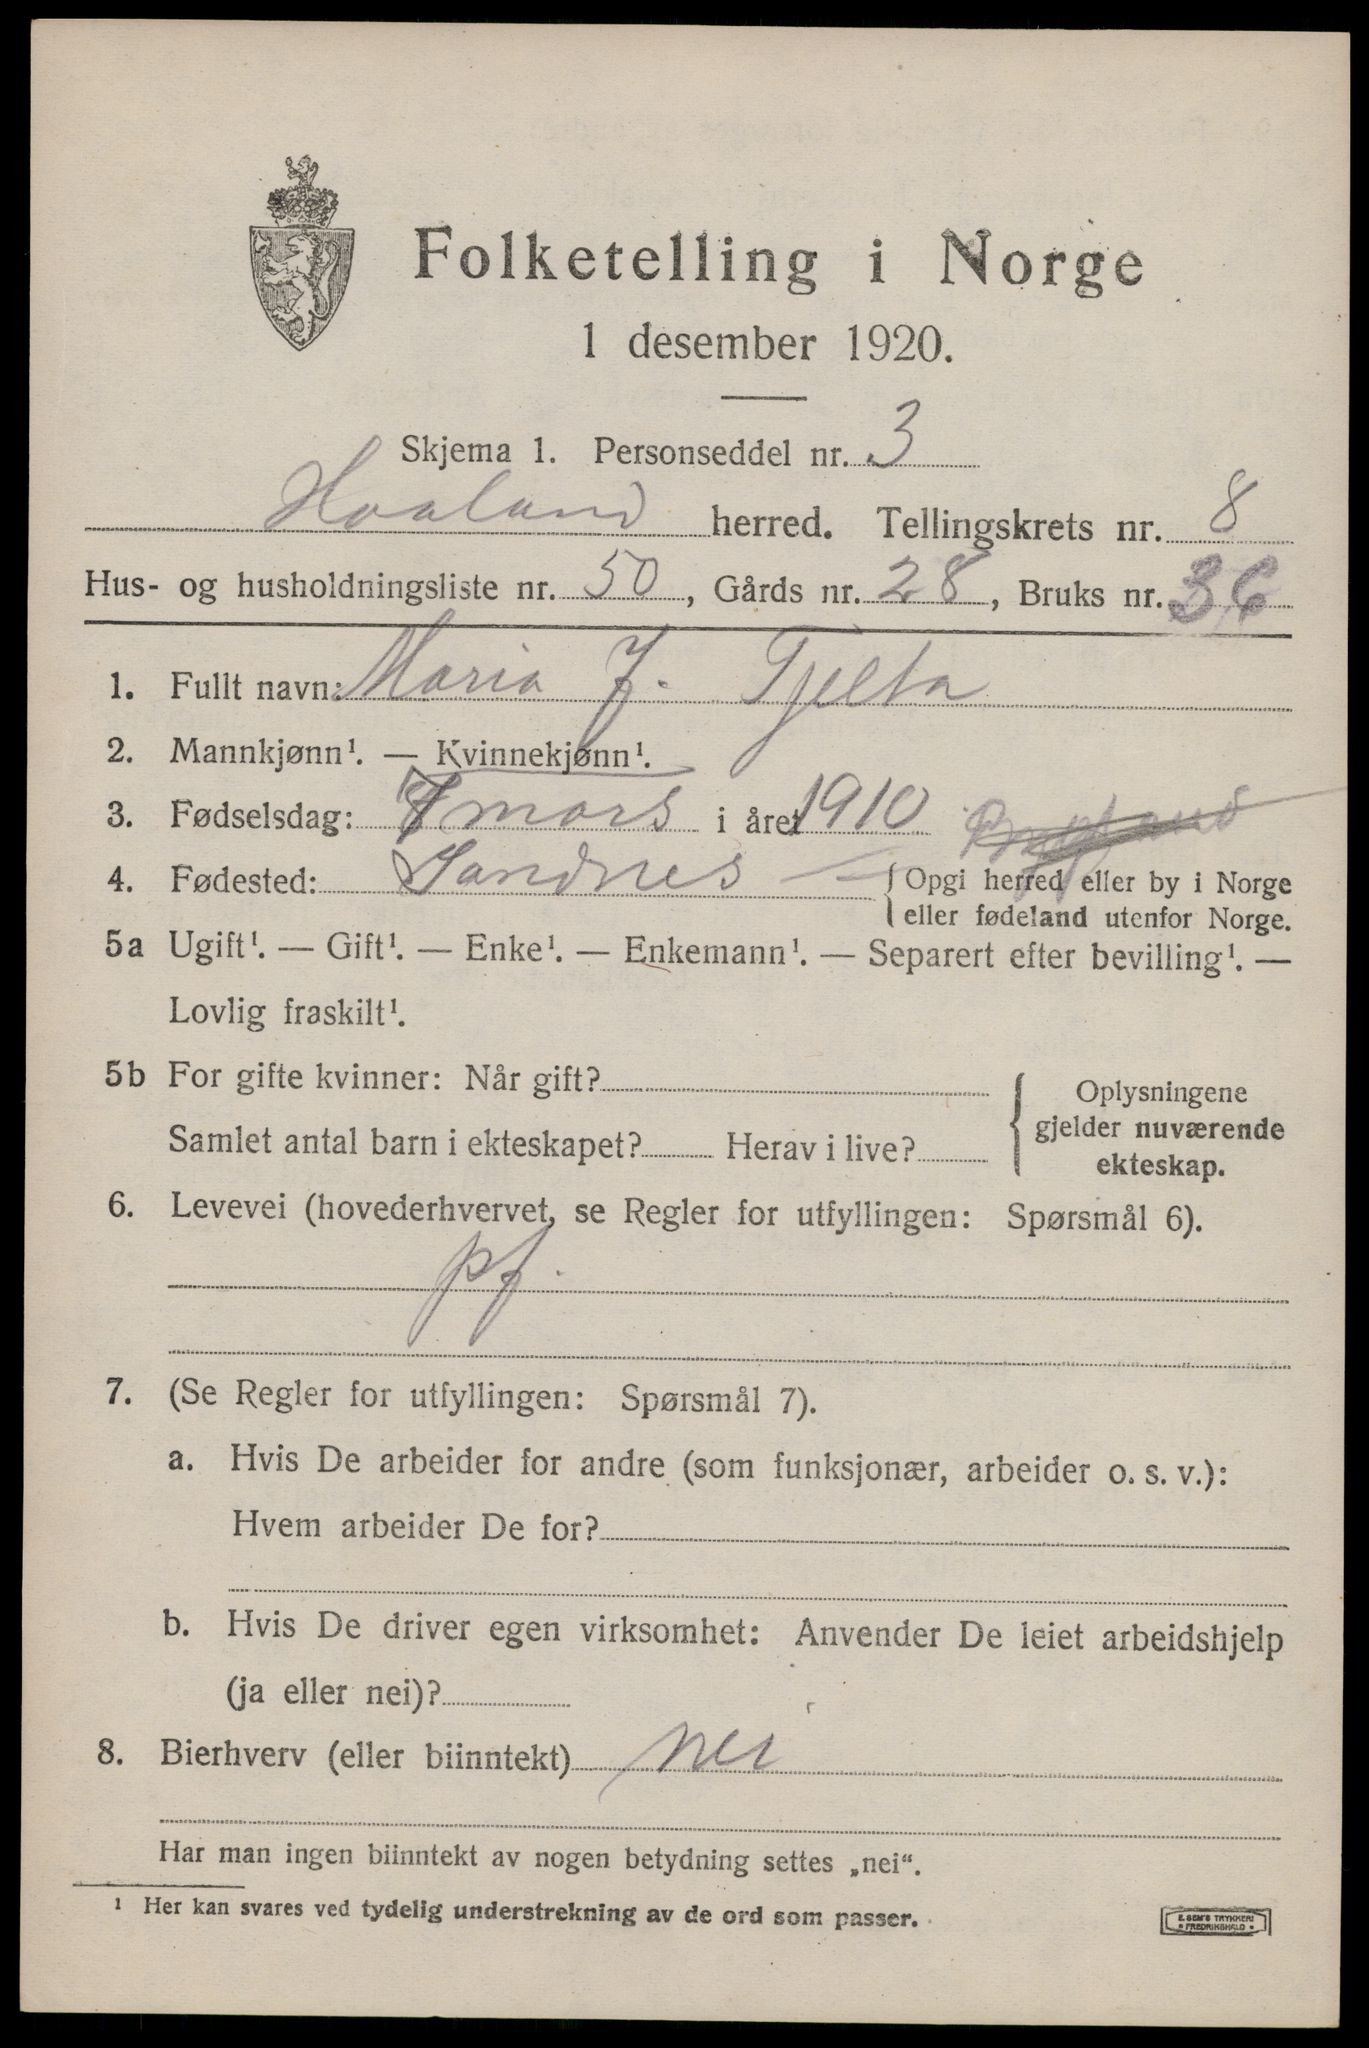 Folketelling i Norge
1 desember 1920.
Skjema 1. Personseddel nr. 3
Haaland herred. Tellingskrets nr. 8
Hus- og husholdningsliste nr. 50, Gårds nr. 28, Bruks nr. 36
1. Fullt navn: Maria J. Tjelta
2. Mannkjønn¹. — Kvinnekjønn¹.
3. Fødselsdag: mars i året 1910
4. Fødested: Sandnes — { Opgi herred eller by i Norge
eller fødeland utenfor Norge.
5a Ugift¹. — Gift¹. — Enke¹. — Enkemann¹. — Separert efter bevilling¹. —
Lovlig fraskilt¹.
5b For gifte kvinner: Når gift?
Samlet antal barn i ekteskapet? Herav i live?
{ Oplysningene
gjelder nuværende
ekteskap.
6. Levevei (hovederhvervet, se Regler for utfyllingen: Spørsmål 6).
pf.
7. (Se Regler for utfyllingen: Spørsmål 7).
a. Hvis De arbeider for andre (som funksjonær, arbeider o. s. v.):
Hvem arbeider De for?
b. Hvis De driver egen virksomhet: Anvender De leiet arbeidshjelp
(ja eller nei)?
8. Bierhverv (eller biinntekt) nei
Har man ingen biinntekt av nogen betydning settes „nei“.
¹ Her kan svares ved tydelig understrekning av de ord som passer.
E. SEM'S TRYKKERI
• FREDRIKSHALD •